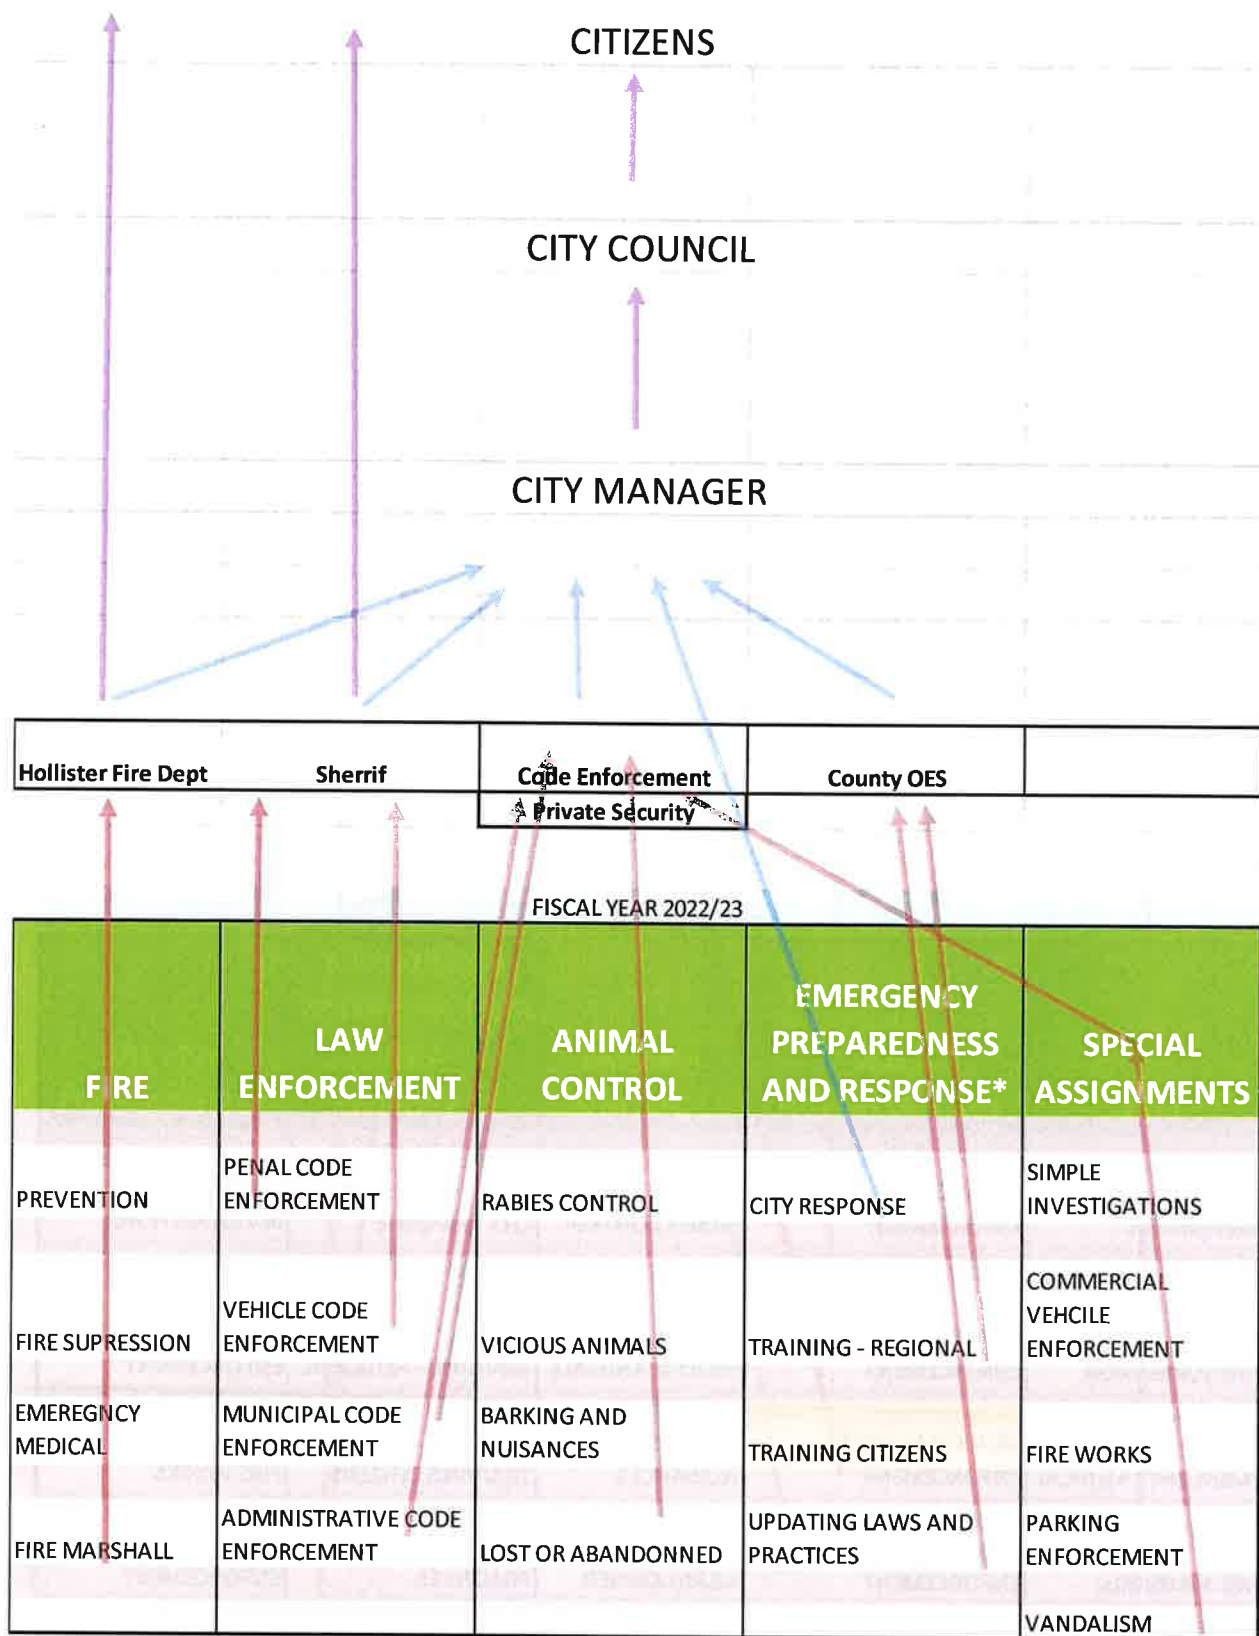 CITIZENS
CITY COUNCIL
CITY MANAGER
Hollister Fire Dept
Sherrif
Code Enforcement
County OES
Private Security
FISCAL YEAR 2022/23
FIRE
LAW
ENFORCEMENT
ANIMAL
CONTROL
EMERGENCY
PREPAREDNESS
AND RESPONSE*
SPECIAL
ASSIGNMENTS
PREVENTION
PENAL CODE
ENFORCEMENT
RABIES CONTROL
CITY RESPONSE
SIMPLE
INVESTIGATIONS
FIRE SUPRESSION
VEHICLE CODE
ENFORCEMENT
VICIOUS ANIMALS
TRAINING - REGIONAL
COMMERCIAL
VEHCILE
ENFORCEMENT
EMEREGNCY
MEDICAL
MUNICIPAL CODE
ENFORCEMENT
BARKING AND
NUISANCES
TRAINING CITIZENS
FIRE WORKS
FIRE MARSHALL
ADMINISTRATIVE CODE
ENFORCEMENT
LOST OR ABANDONNED
UPDATING LAWS AND
PRACTICES
PARKING
ENFORCEMENT
VANDALISM